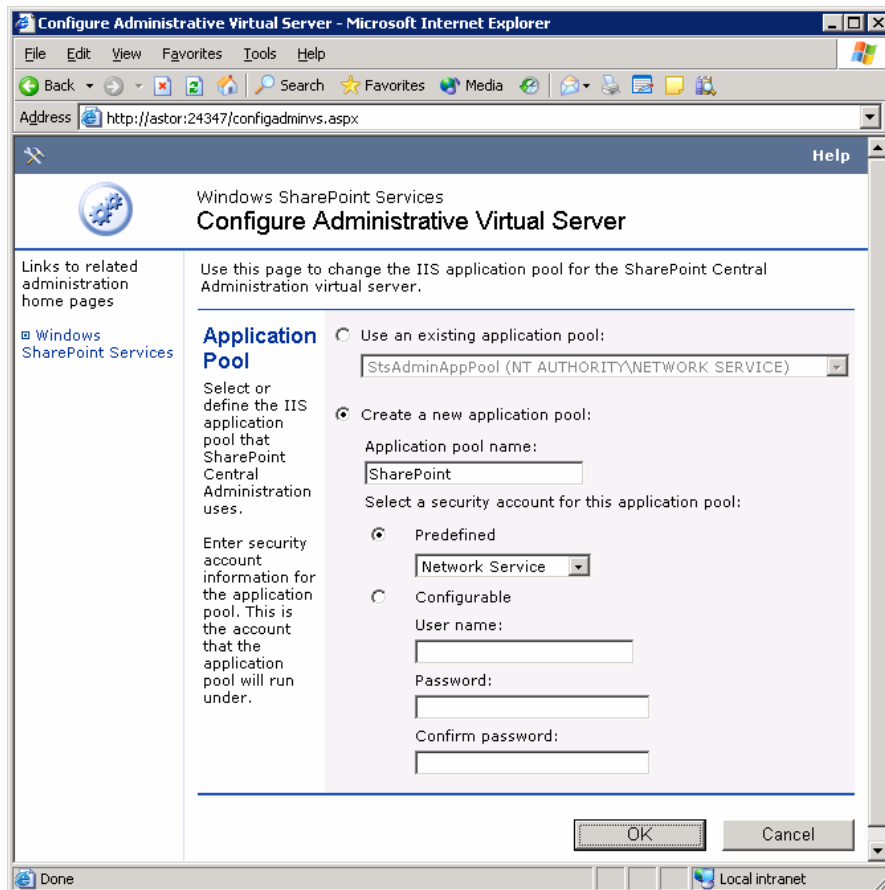 Configure Administrative Virtual Server - Microsoft Internet Explorer
File Edit View Favorites Tools Help
Back Search Favorites Media
Address http://astor:24347/configadminvs.aspx
Help
Windows SharePoint Services
Configure Administrative Virtual Server
Links to related
administration
home pages
Windows
SharePoint Services
Use this page to change the IIS application pool for the SharePoint Central
Administration virtual server.
Application
Pool
Select or
define the IIS
application
pool that
SharePoint
Central
Administration
uses.
Enter security
account
information for
the application
pool. This is
the account
that the
application
pool will run
under.
Use an existing application pool:
StsAdminAppPool (NT AUTHORITY\NETWORK SERVICE)
Create a new application pool:
Application pool name:
SharePoint
Select a security account for this application pool:
Predefined
Network Service
Configurable
User name:
Password:
Confirm password:
OK Cancel
Done Local intranet